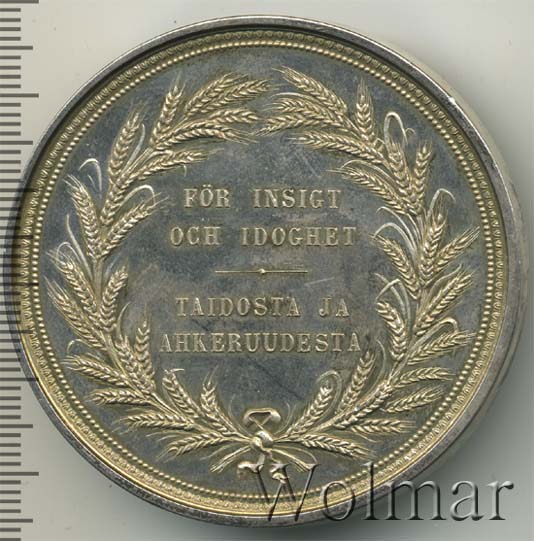 FÖR INSIGT
OCH IDOGHET
TAIDOSTA JA
AHKERUUDESTA
Wolmar